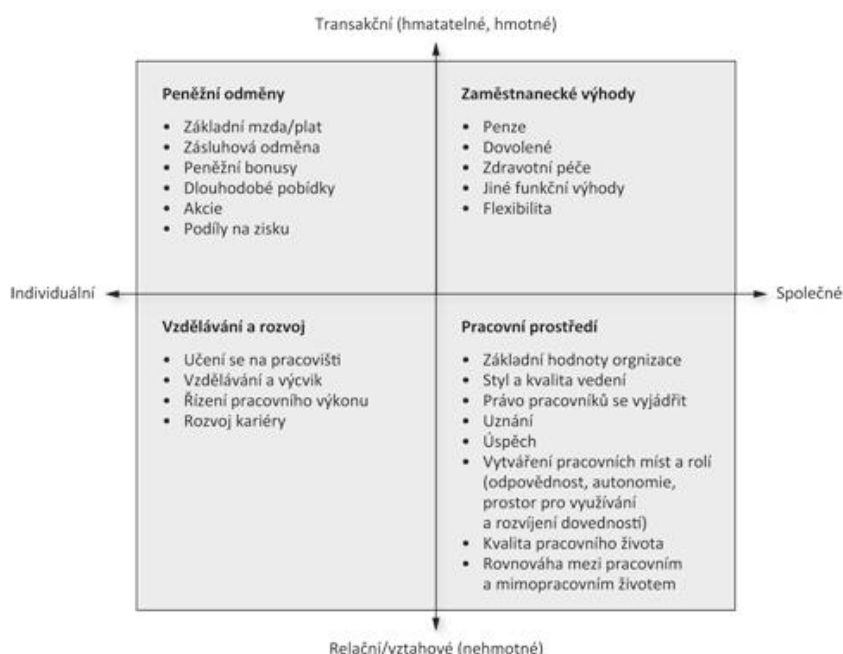 Transakční (hmatatelné, hmotné)
Peněžní odměny
• Základní mzda/plat
• Zásluhová odměna
• Peněžní bonusy
• Dlouhodobé pobídky
• Akcie
• Podíly na zisku
Zaměstnanecké výhody
• Penze
• Dovolené
• Zdravotní péče
• Jiné funkční výhody
• Flexibilita
Individuální
Společné
Vzdělávání a rozvoj
• Učení se na pracovišti
• Vzdělávání a výcvik
• Řízení pracovního výkonu
• Rozvoj kariéry
Pracovní prostředí
• Základní hodnoty orgnizace
• Styl a kvalita vedení
• Právo pracovníků se vyjádřit
• Uznání
• Úspěch
• Vytváření pracovních míst a rolí
(odpovědnost, autonomie,
prostor pro využívání
a rozvíjení dovedností)
• Kvalita pracovního života
• Rovnováha mezi pracovním
a mimopracovním životem
Relační/vztahové (nehmotné)